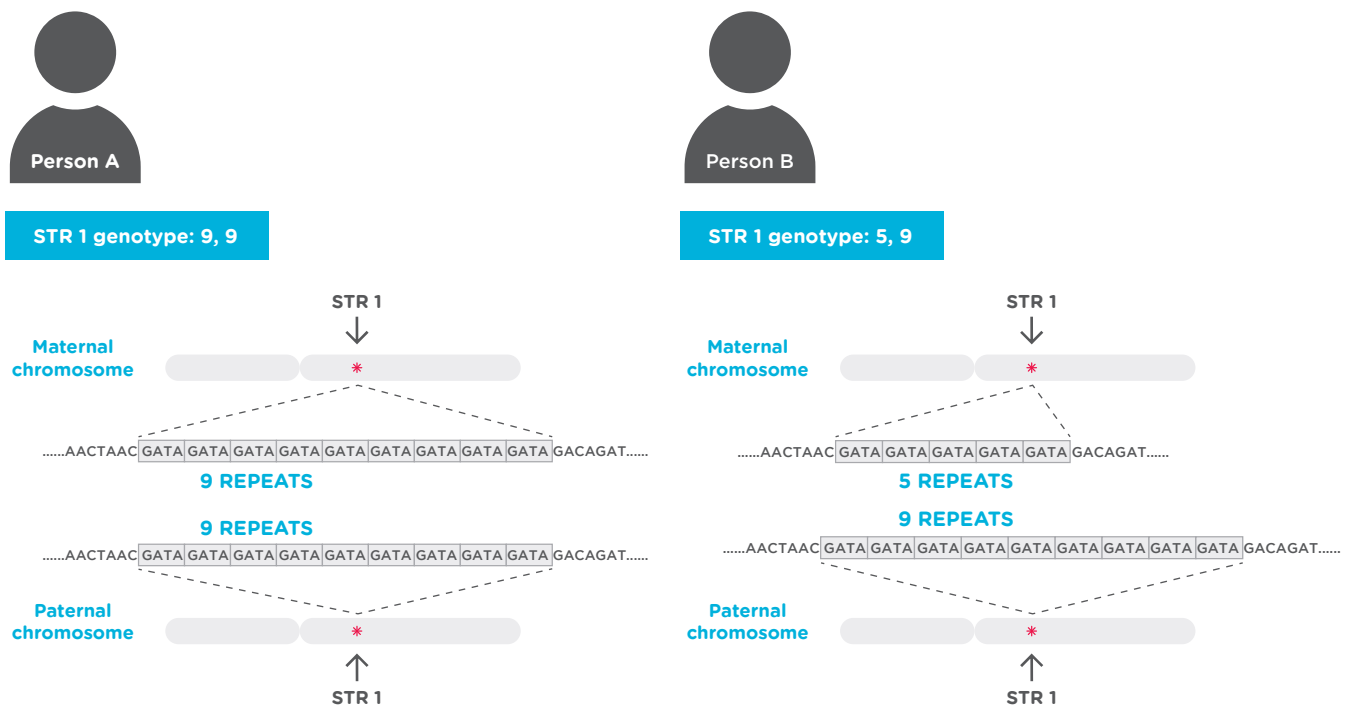 Person A
STR 1 genotype: 9, 9
STR 1
Maternal
chromosome
......AACTAAC GATA GATA GATA GATA GATA GATA GATA GATA GATA GACAGAT......
9 REPEATS
9 REPEATS
......AACTAAC GATA GATA GATA GATA GATA GATA GATA GATA GATA GACAGAT......
Paternal
chromosome
STR 1
Person B
STR 1 genotype: 5, 9
STR 1
Maternal
chromosome
......AACTAAC GATA GATA GATA GATA GATA GACAGAT......
5 REPEATS
9 REPEATS
......AACTAAC GATA GATA GATA GATA GATA GATA GATA GATA GATA GACAGAT......
Paternal
chromosome
STR 1